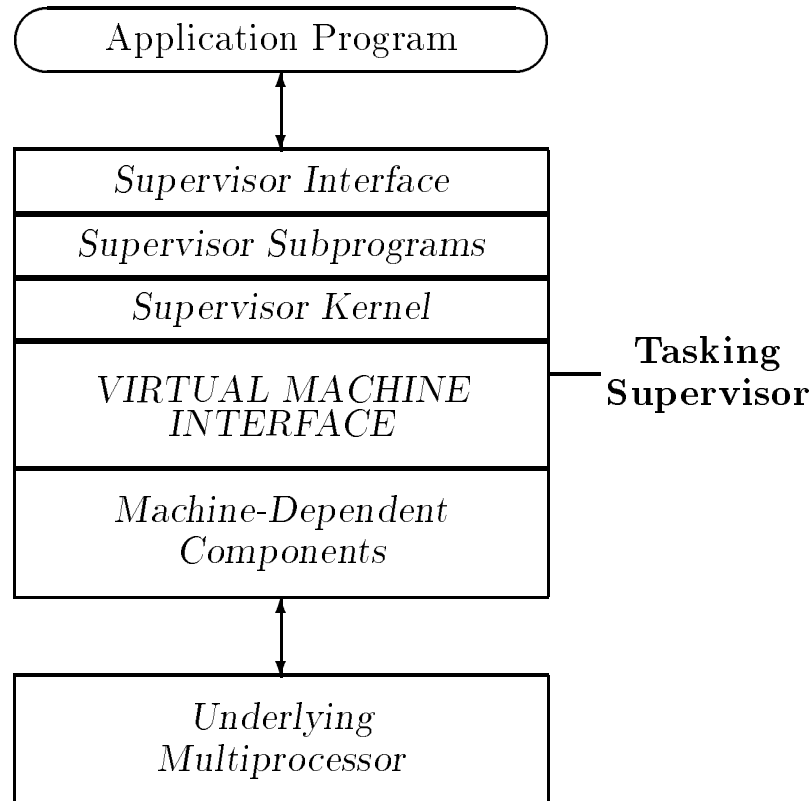 Application Program
Supervisor Interface
Supervisor Subprograms
Supervisor Kernel
VIRTUAL MACHINE
INTERFACE
Tasking
Supervisor
Machine-Dependent
Components
Underlying
Multiprocessor